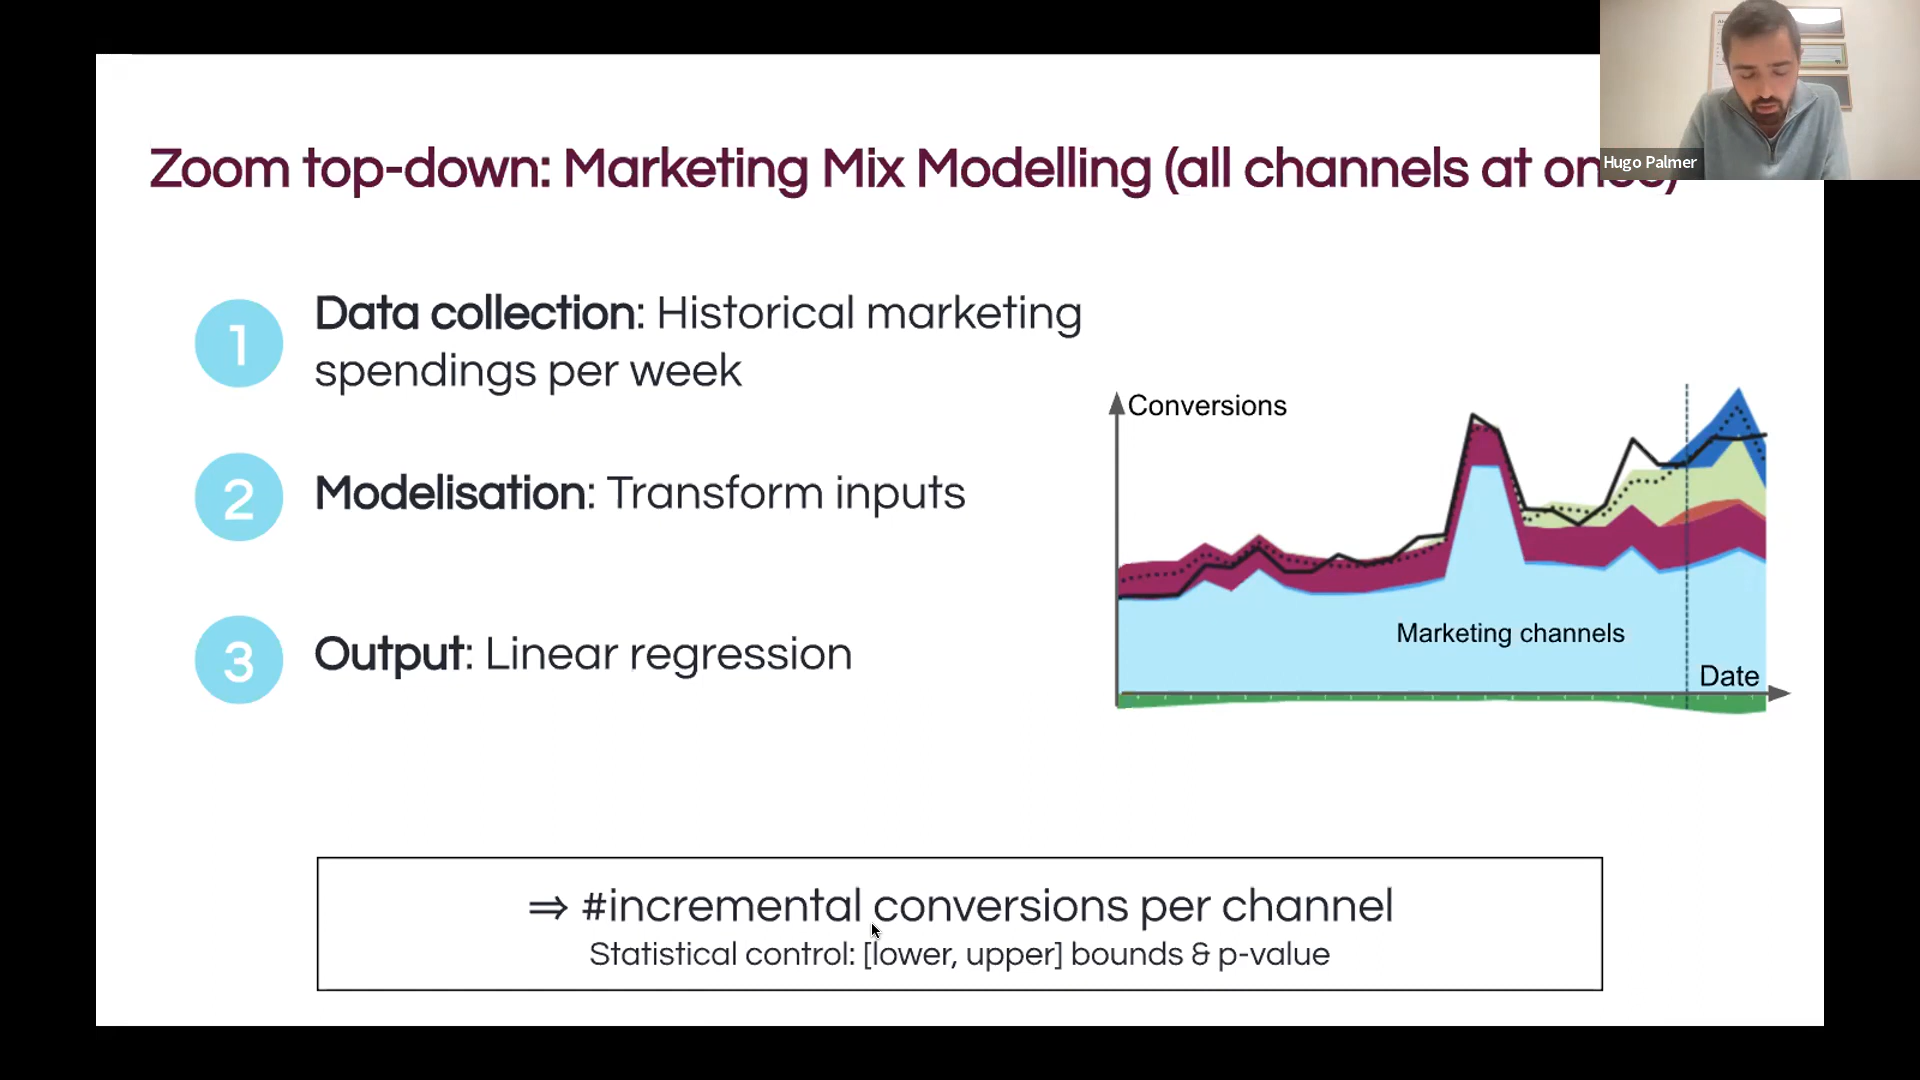 Zoom top-down: Marketing Mix Modelling (all channels at once)
Hugo Palmer
1
Data collection: Historical marketing
spendings per week
2
Modelisation: Transform inputs
3
Output: Linear regression
Conversions
Marketing channels
Date
⇒ #incremental conversions per channel
Statistical control: [lower, upper] bounds & p-value